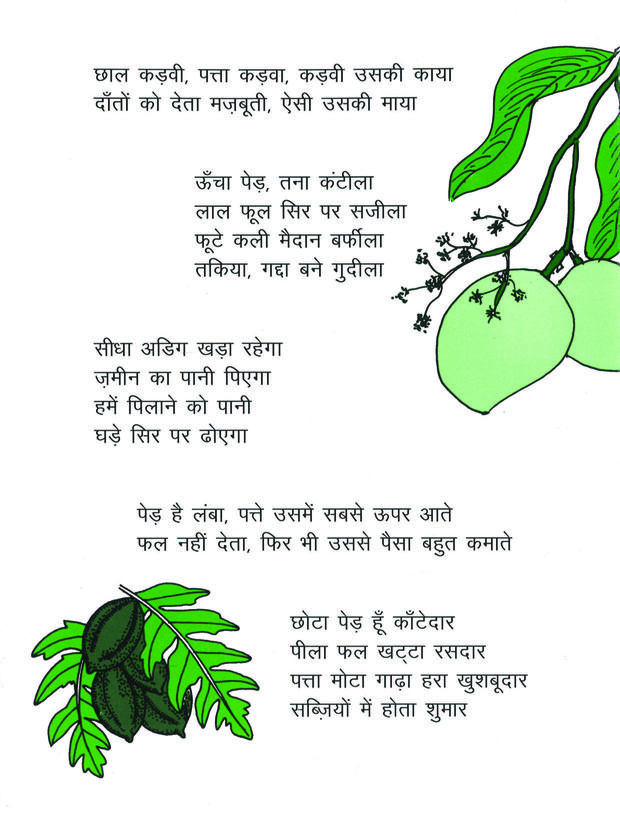 छाल कड़वी, पत्ता कड़वा, कड़वी उसकी काया
दाँतों को देता मज़बूती, ऐसी उसकी माया
ऊँचा पेड़, तना कंटीला
लाल फूल सिर पर सजीला
फूटे कली मैदान बर्फीला
तकिया, गद्दा बने गुदीला
सीधा अडिग खड़ा रहेगा
ज़मीन का पानी पिएगा
हमें पिलाने को पानी
घड़े सिर पर ढोएगा
पेड़ है लंबा, पत्ते उसमें सबसे ऊपर आते
फल नहीं देता, फिर भी उससे पैसा बहुत कमाते
छोटा पेड़ हूँ काँटेदार
पीला फल खट्टा रसदार
पत्ता मोटा गाढ़ा हरा खुशबूदार
सब्ज़ियों में होता शुमार